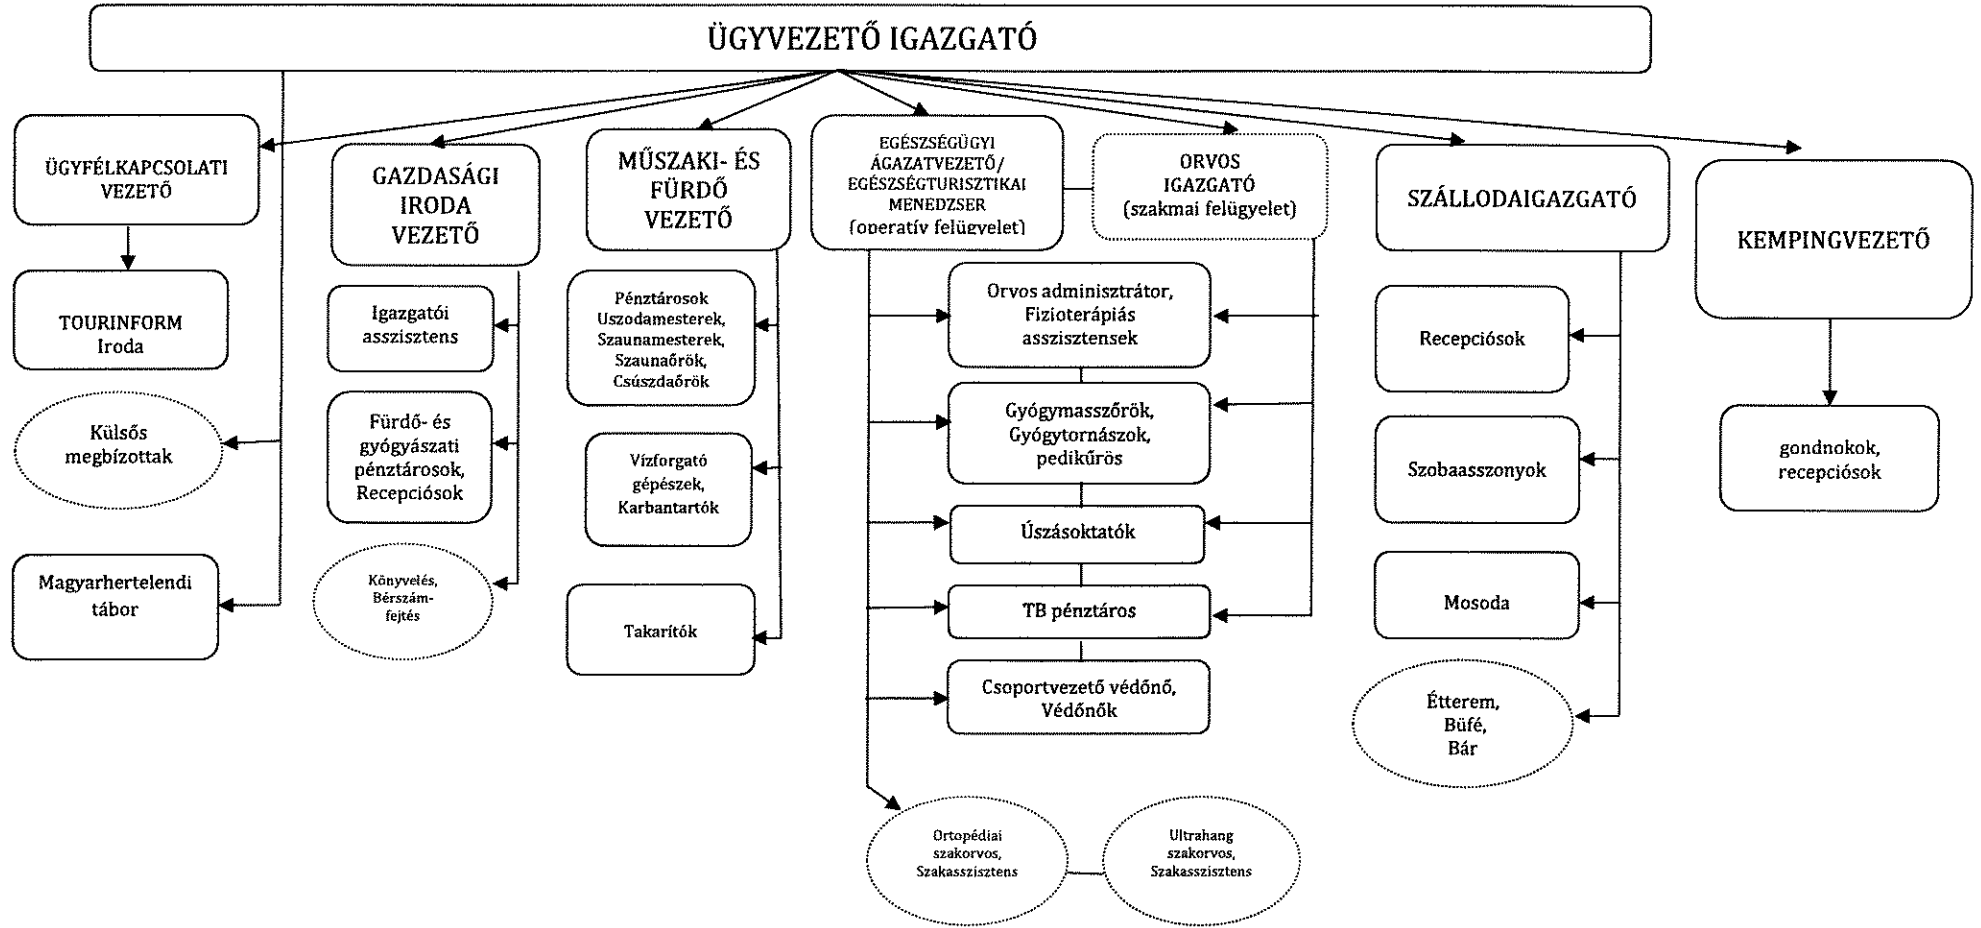 ÜGYVEZETŐ IGAZGATÓ
ÜGYFÉLKAPCSOLATI
VEZETŐ
TOURINFORM
Iroda
Külsős
megbízottak
Magyarhertelendi
tábor
GAZDASÁGI
IRODA
VEZETŐ
Igazgatói
asszisztens
Fürdő- és
gyógyászati
pénztárosok,
Recepciósok
Könyvelés,
Bérszám-
fejtés
MŰSZAKI- ÉS
FÜRDŐ
VEZETŐ
Pénztárosok
Uszodamesterek,
Szaunamesterek,
Szaunaőrök,
Csúszdaőrök
Vízforgató
gépészek,
Karbantartók
Takarítók
EGÉSZSÉGÜGYI
ÁGAZATVEZETŐ/
EGÉSZSÉGTURISZTIKAI
MENEDZSER
(operatív felügyelet)
ORVOS
IGAZGATÓ
(szakmai felügyelet)
Orvos adminisztrátor,
Fizioterápiás
asszisztensek
Gyógymasszőrök,
Gyógytornászok,
pedikűrös
Úszásoktatók
TB pénztáros
Csoportvezető védőnő,
Védőnők
Ortopédiai
szakorvos,
Szakasszisztens
Ultrahang
szakorvos,
Szakasszisztens
SZÁLLODAIGAZGATÓ
Recepciósok
Szobaasszonyok
Mosoda
Étterem,
Büfé,
Bár
KEMPINGVEZETŐ
gondnokok,
recepciósok